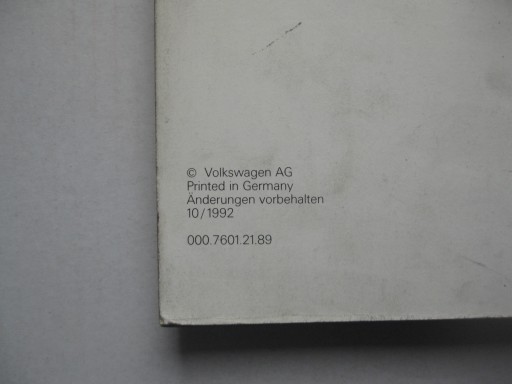 © Volkswagen AG
Printed in Germany
Änderungen vorbehalten
10/1992
000.7601.21.89